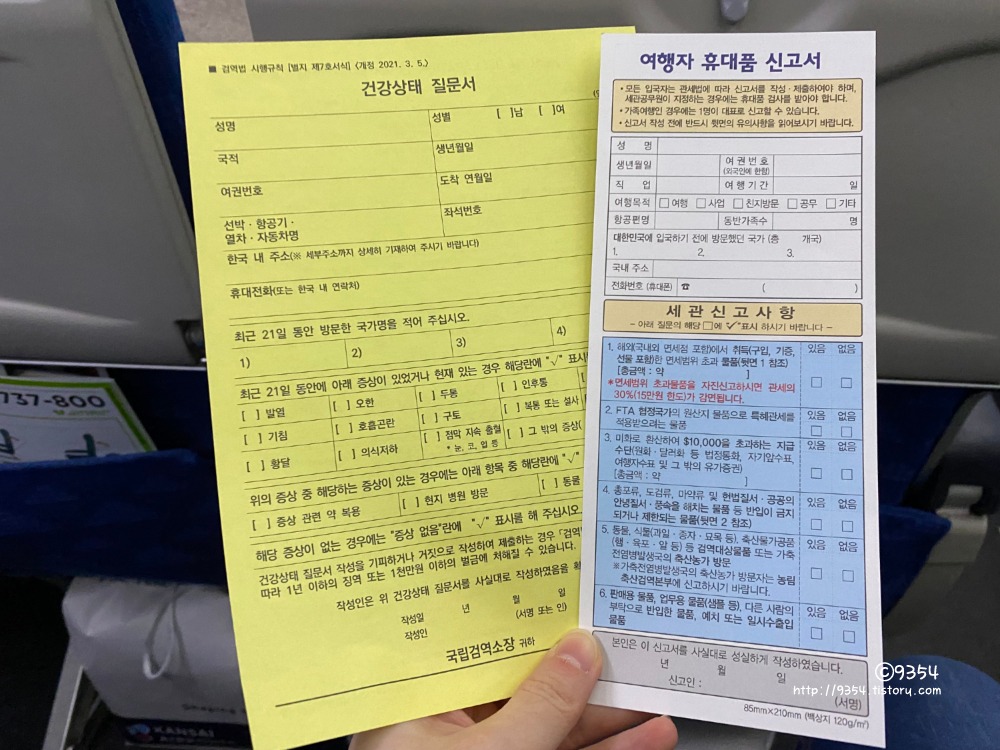 ■ 검역법 시행규칙 [별지 제7호서식] 〈개정 2021. 3. 5.〉
건강상태 질문서
성명
성별 [ ]남 [ ]여
국적
생년월일
여권번호
도착 연월일
선박 · 항공기 ·
열차 · 자동차명
좌석번호
한국 내 주소(※ 세부주소까지 상세히 기재하여 주시기 바랍니다)
휴대전화(또는 한국 내 연락처)
최근 21일 동안 방문한 국가명을 적어 주십시오.
1) 2) 3) 4)
최근 21일 동안에 아래 증상이 있었거나 현재 있는 경우 해당란에 "√" 표시
[ ] 발열 [ ] 오한 [ ] 두통 [ ] 인후통
[ ] 기침 [ ] 호흡곤란 [ ] 구토 [ ] 복통 또는 설사
[ ] 황달 [ ] 의식저하 [ ] 점막 지속 출혈 [ ] 그 밖의 증상(
* 눈, 코, 입 등
위의 증상 중 해당하는 증상이 있는 경우에는 아래 항목 중 해당란에 "√"
[ ] 증상 관련 약 복용 [ ] 현지 병원 방문 [ ] 동물
해당 증상이 없는 경우에는 "증상 없음"란에 "√" 표시를 해 주십시오.
건강상태 질문서 작성을 기피하거나 거짓으로 작성하여 제출하는 경우 「검역
따라 1년 이하의 징역 또는 1천만원 이하의 벌금에 처해질 수 있습니다.
작성인은 위 건강상태 질문서를 사실대로 작성하였음을 확
작성일 년 월 일
작성인 (서명 또는 인)
국립검역소장 귀하
여행자 휴대품 신고서
• 모든 입국자는 관세법에 따라 신고서를 작성 · 제출하여야 하며,
세관공무원이 지정하는 경우에는 휴대품 검사를 받아야 합니다.
• 가족여행인 경우에는 1명이 대표로 신고할 수 있습니다.
• 신고서 작성 전에 반드시 뒷면의 유의사항을 읽어보시기 바랍니다.
성 명
생년월일 여권번호
(외국인에 한함)
직 업 여행기간 일
여행목적 □ 여행 □ 사업 □ 친지방문 □ 공무 □ 기타
항공편명 동반가족수 명
대한민국에 입국하기 전에 방문했던 국가 (총 개국)
1. 2. 3.
국내 주소
전화번호 (휴대폰) ☎ ( )
세관신고사항
– 아래 질문의 해당 □에 "✓"표시 하시기 바랍니다 –
1. 해외(국내외 면세점 포함)에서 취득(구입, 기증, 있음 없음
선물 포함)한 면세범위 초과 물품(뒷면 1 참조)
[총금액 : 약 ] □ □
*면세범위 초과물품을 자진신고하시면 관세의
30%(15만원 한도)가 감면됩니다.
2. FTA 협정국가의 원산지 물품으로 특혜관세를 있음 없음
적용받으려는 물품 □ □
3. 미화로 환산하여 $10,000을 초과하는 지급 있음 없음
수단(원화 · 달러화 등 법정통화, 자기앞수표,
여행자수표 및 그 밖의 유가증권) □ □
[총금액 : 약 ]
4. 총포류, 도검류, 마약류 및 헌법질서 · 공공의 있음 없음
안녕질서 · 풍속을 해치는 물품 등 반입이 금지
되거나 제한되는 물품(뒷면 2 참조) □ □
5. 동물, 식물(과일 · 종자 · 묘목 등), 축산물가공품 있음 없음
(햄 · 육포 · 알 등) 등 검역대상물품 또는 가축
전염병발생국의 축산농가 방문 □ □
※가축전염병발생국의 축산농가 방문자는 농림
축산검역본부에 신고하시기 바랍니다.
6. 판매용 물품, 업무용 물품(샘플 등), 다른 사람의 있음 없음
부탁으로 반입한 물품, 예치 또는 일시수출입
물품 □ □
본인은 이 신고서를 사실대로 성실하게 작성하였습니다.
년 월 일
신고인 : (서명)
85mm×210mm (백상지 120g/㎡)
737-800
KANSAI
©9354
http://9354.tistory.com